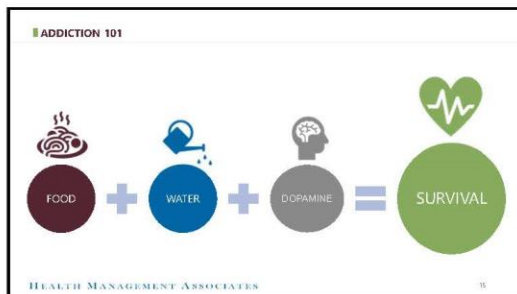 ADDICTION 101
FOOD
WATER
DOPAMINE
SURVIVAL
HEALTH MANAGEMENT ASSOCIATES